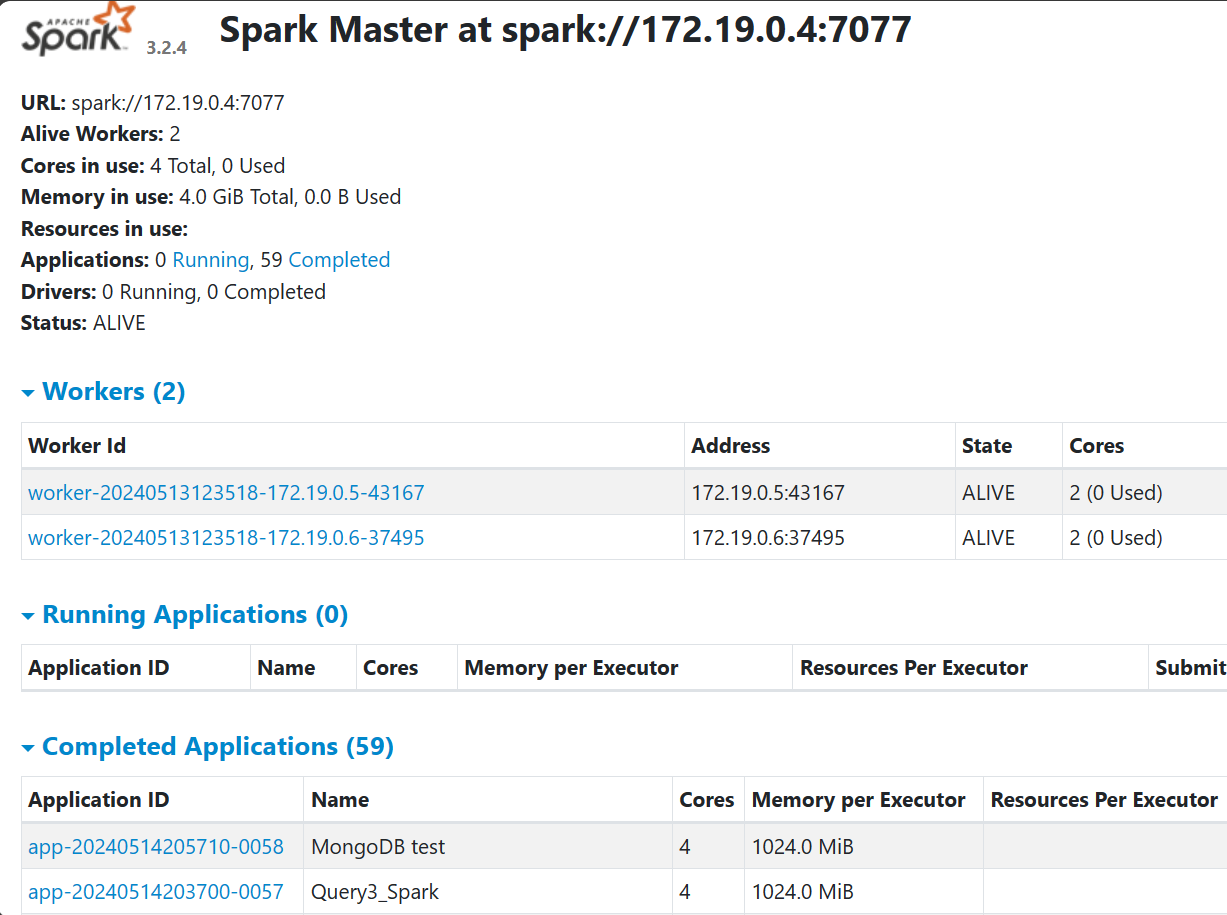 APACHE
Spark 3.2.4 Spark Master at spark://172.19.0.4:7077
URL: spark://172.19.0.4:7077
Alive Workers: 2
Cores in use: 4 Total, 0 Used
Memory in use: 4.0 GiB Total, 0.0 B Used
Resources in use:
Applications: 0 Running, 59 Completed
Drivers: 0 Running, 0 Completed
Status: ALIVE
Workers (2)
Worker Id Address State Cores
worker-20240513123518-172.19.0.5-43167 172.19.0.5:43167 ALIVE 2 (0 Used)
worker-20240513123518-172.19.0.6-37495 172.19.0.6:37495 ALIVE 2 (0 Used)
Running Applications (0)
Application ID Name Cores Memory per Executor Resources Per Executor Submit
Completed Applications (59)
Application ID Name Cores Memory per Executor Resources Per Executor
app-20240514205710-0058 MongoDB test 4 1024.0 MiB
app-20240514203700-0057 Query3_Spark 4 1024.0 MiB